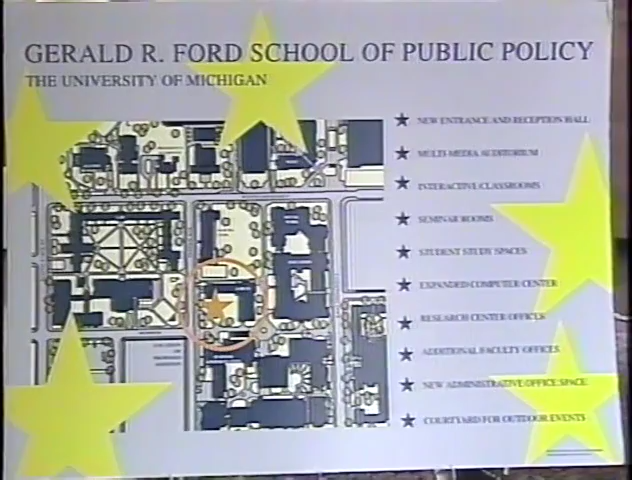 GERALD R. FORD SCHOOL OF PUBLIC POLICY
THE UNIVERSITY OF MICHIGAN
NEW ENTRANCE AND RECEPTION HALL
MULTI-MEDIA AUDITORIUM
INTERACTIVE CLASSROOMS
SEMINAR ROOMS
STUDENT STUDY SPACES
EXPANDED COMPUTER CENTER
RESEARCH CENTER OFFICES
ADDITIONAL FACULTY OFFICES
NEW ADMINISTRATIVE OFFICE SPACE
COURTYARD FOR OUTDOOR EVENTS